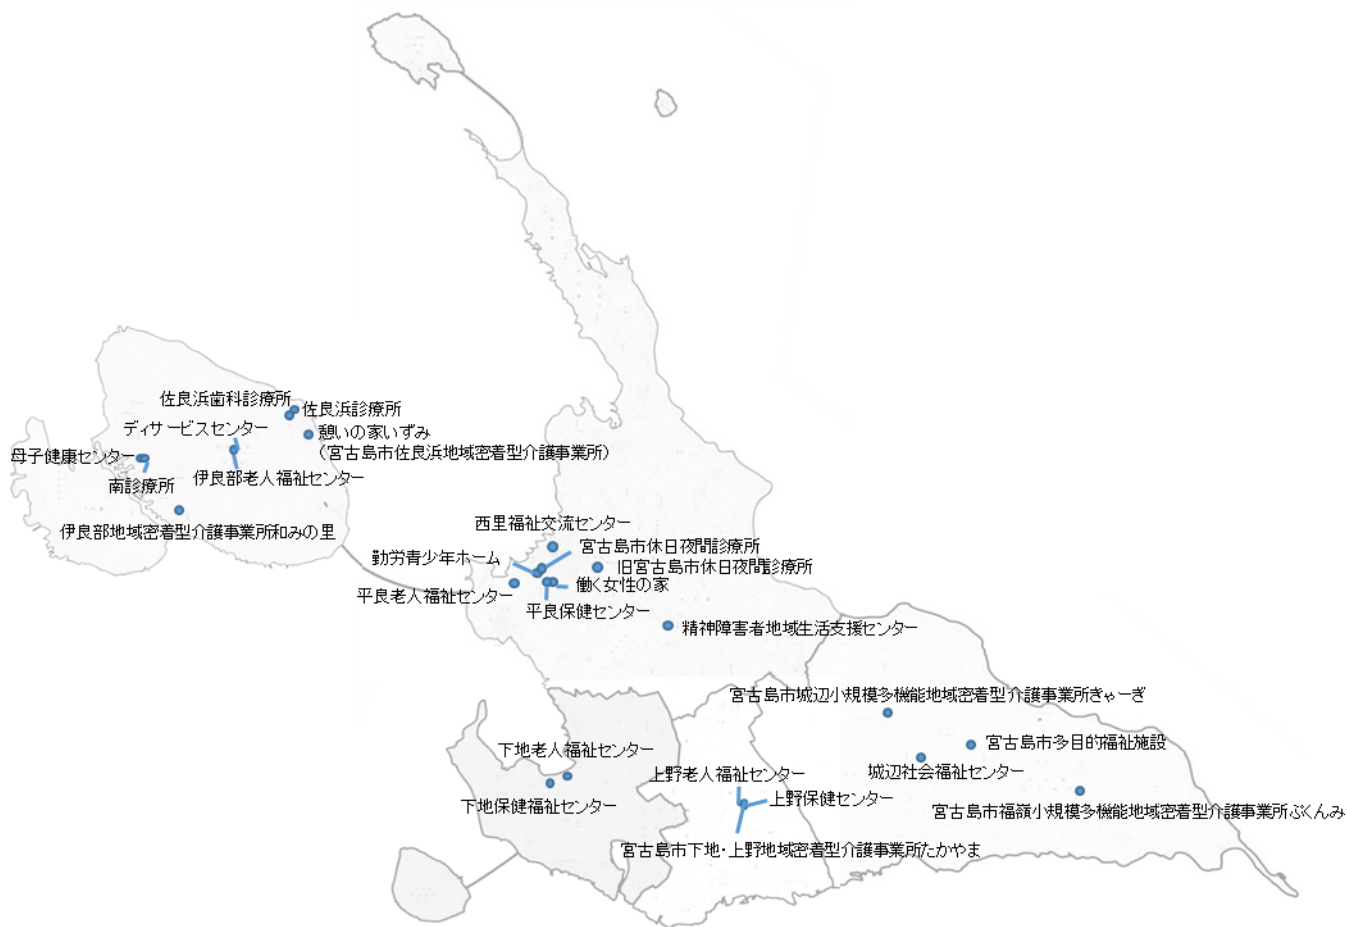 佐良浜歯科診療所
佐良浜診療所
ディサービスセンター
憩いの家いずみ
(宮古島市佐良浜地域密着型介護事業所)
母子健康センター
伊良部老人福祉センター
南診療所
伊良部地域密着型介護事業所和みの里
西里福祉交流センター
宮古島市休日夜間診療所
勤労青少年ホーム
旧宮古島市休日夜間診療所
働く女性の家
平良老人福祉センター
平良保健センター
精神障害者地域生活支援センター
宮古島市城辺小規模多機能地域密着型介護事業所きゃーぎ
宮古島市多目的福祉施設
下地老人福祉センター
城辺社会福祉センター
上野老人福祉センター
上野保健センター
下地保健福祉センター
宮古島市福嶺小規模多機能地域密着型介護事業所ぷくんみ
宮古島市下地・上野地域密着型介護事業所たかやま